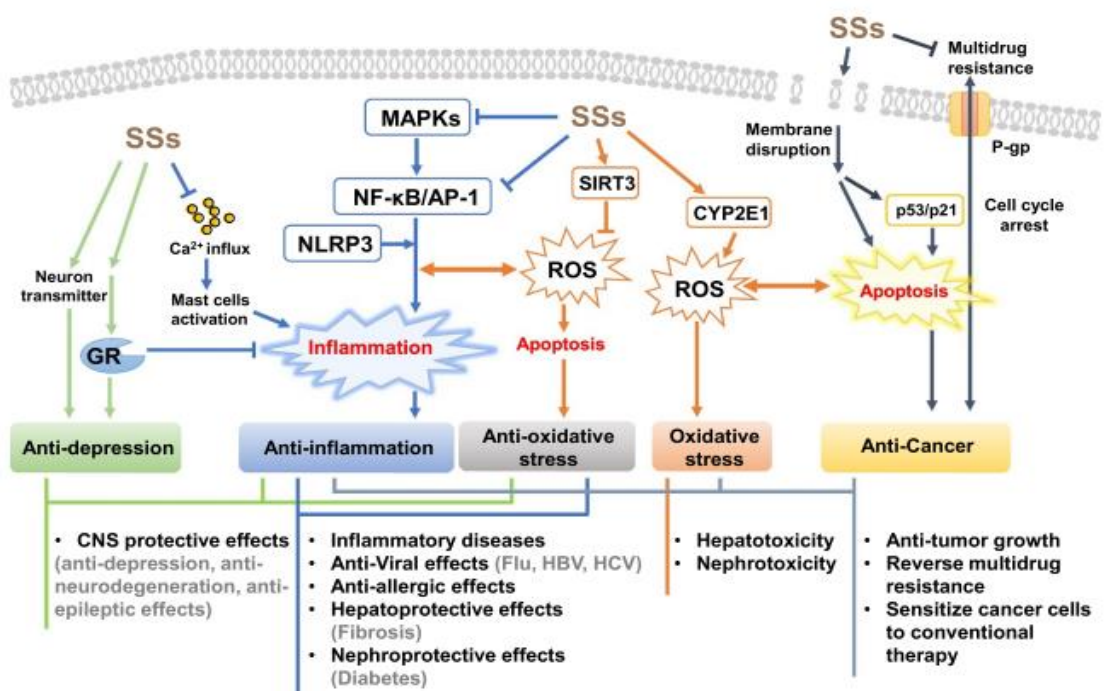 SSs
Multidrug
resistance
P-gp
Membrane
disruption
p53/p21
Cell cycle
arrest
Apoptosis
SSs
MAPKs
NF-κB/AP-1
NLRP3
SIRT3
CYP2E1
ROS
ROS
Apoptosis
Inflammation
SSs
Ca²⁺ influx
Neuron
transmitter
Mast cells
activation
GR
Anti-depression
Anti-inflammation
Anti-oxidative
stress
Oxidative
stress
Anti-Cancer
• CNS protective effects
(anti-depression, anti-
neurodegeneration, anti-
epileptic effects)
• Inflammatory diseases
• Anti-Viral effects (Flu, HBV, HCV)
• Anti-allergic effects
• Hepatoprotective effects
(Fibrosis)
• Nephroprotective effects
(Diabetes)
• Hepatotoxicity
• Nephrotoxicity
• Anti-tumor growth
• Reverse multidrug
resistance
• Sensitize cancer cells
to conventional
therapy